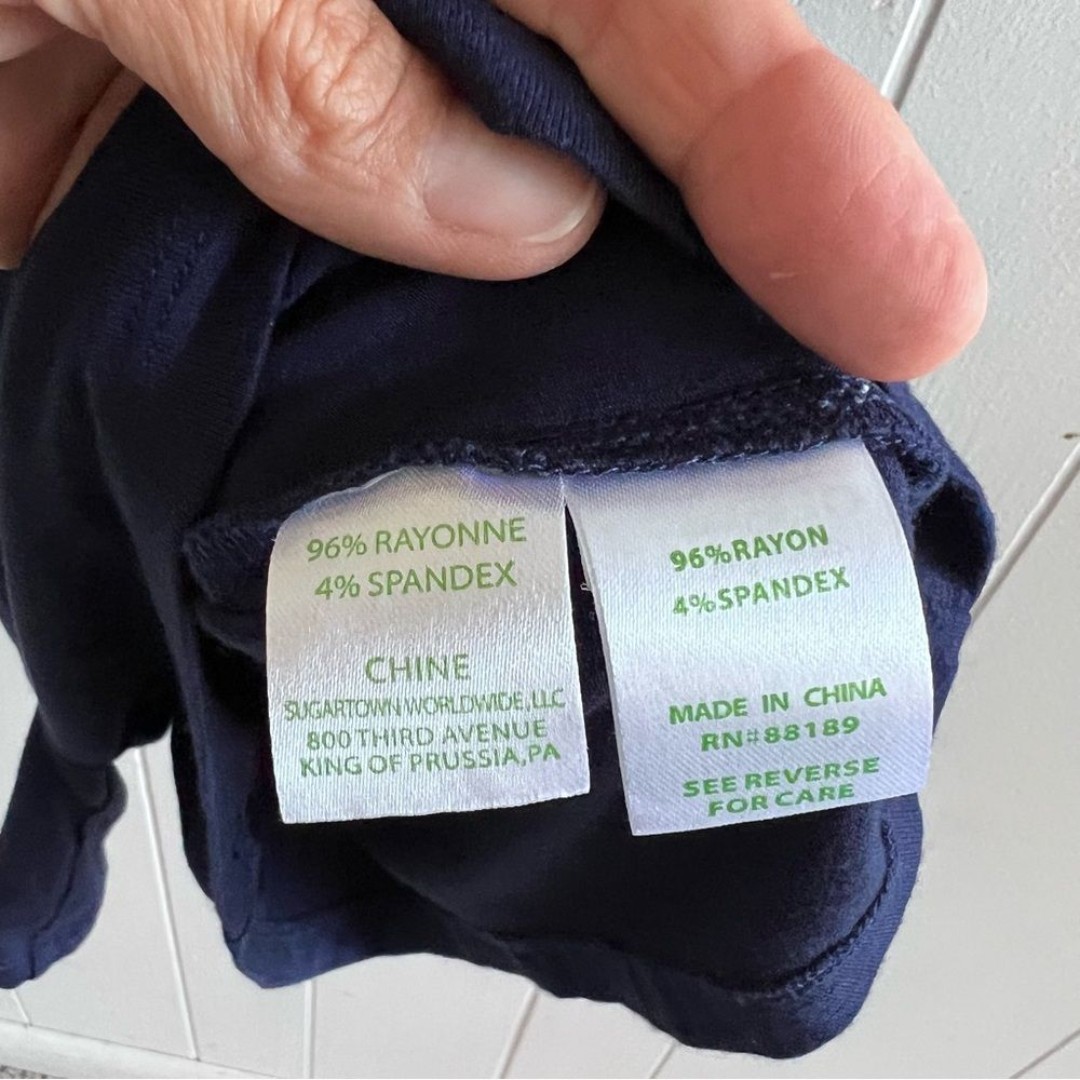 96% RAYONNE
4% SPANDEX
CHINE
SUGARTOWN WORLDWIDE, LLC
800 THIRD AVENUE
KING OF PRUSSIA, PA
96%RAYON
4%SPANDEX
MADE IN CHINA
RN#88189
SEE REVERSE
FOR CARE